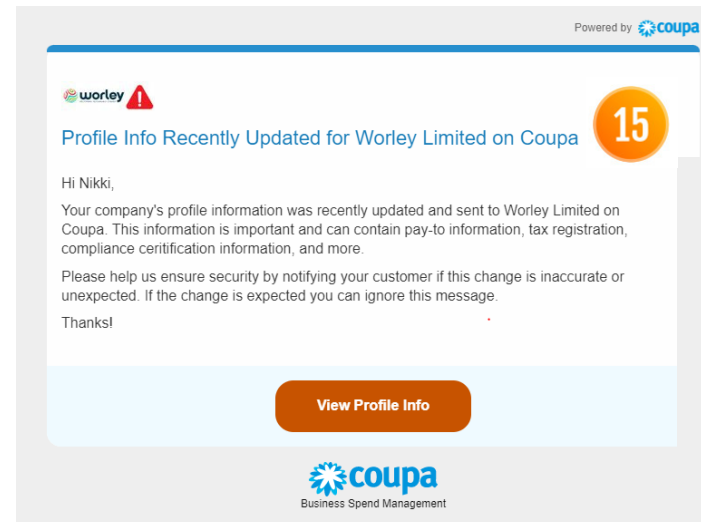 Powered by coupa
worley
15
Profile Info Recently Updated for Worley Limited on Coupa
Hi Nikki,
Your company's profile information was recently updated and sent to Worley Limited on
Coupa. This information is important and can contain pay-to information, tax registration,
compliance ceritification information, and more.
Please help us ensure security by notifying your customer if this change is inaccurate or
unexpected. If the change is expected you can ignore this message.
Thanks!
View Profile Info
coupa
Business Spend Management